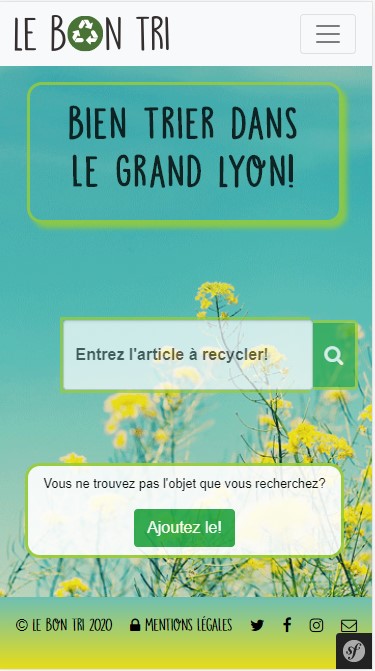 LE BON TRI
BIEN TRIER DANS
LE GRAND LYON!
Entrez l'article à recycler!
Vous ne trouvez pas l'objet que vous recherchez?
Ajoutez le!
© LE BON TRI 2020 MENTIONS LÉGALES
sf